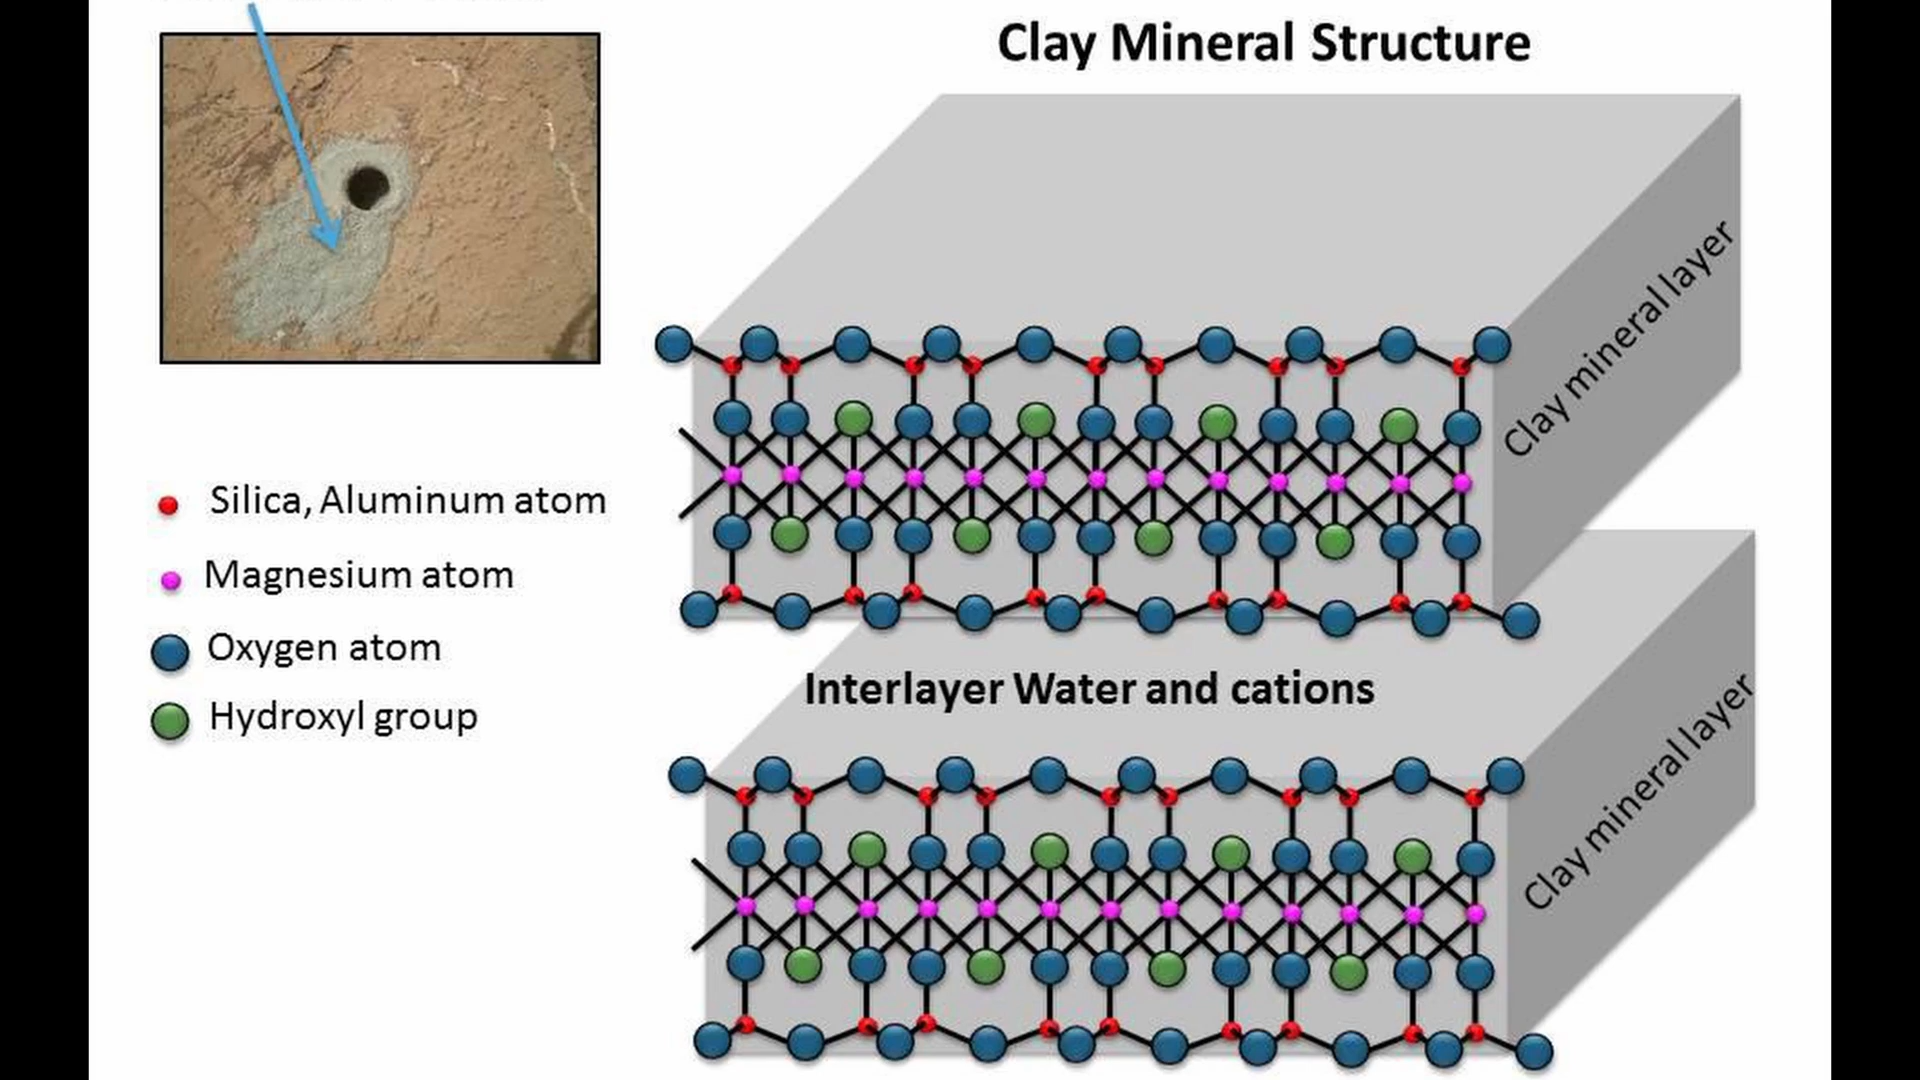 Clay Mineral Structure
Clay mineral layer
Silica, Aluminum atom
Magnesium atom
Oxygen atom
Hydroxyl group
Interlayer Water and cations
Clay mineral layer